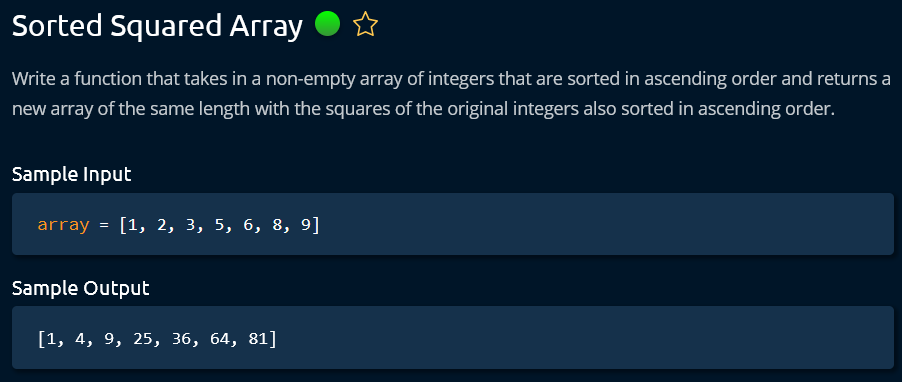 Sorted Squared Array
Write a function that takes in a non-empty array of integers that are sorted in ascending order and returns a
new array of the same length with the squares of the original integers also sorted in ascending order.
Sample Input
array = [1, 2, 3, 5, 6, 8, 9]
Sample Output
[1, 4, 9, 25, 36, 64, 81]